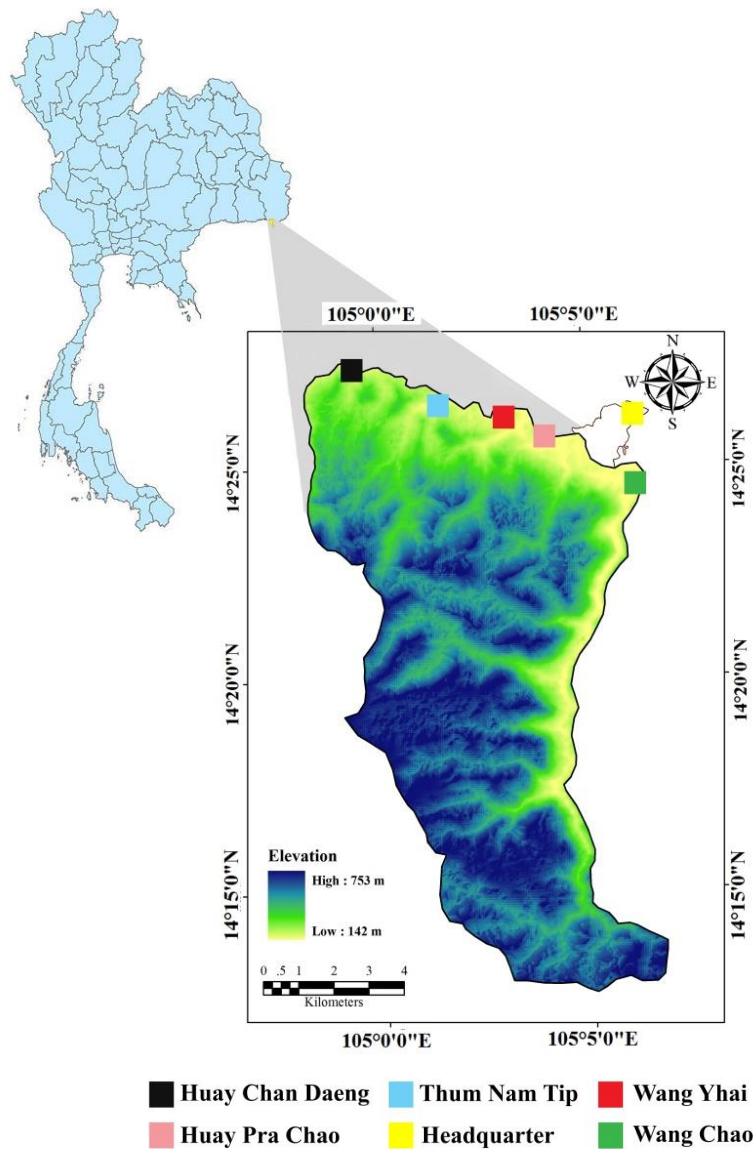 105°0'0"E 105°5'0"E
N
W E
S
14°25'0"N 14°25'0"N
14°20'0"N 14°20'0"N
14°15'0"N 14°15'0"N
Elevation
High : 753 m
Low : 142 m
0 .5 1 2 3 4
Kilometers
105°0'0"E 105°5'0"E
Huay Chan Daeng Thum Nam Tip Wang Yhai
Huay Pra Chao Headquarter Wang Chao